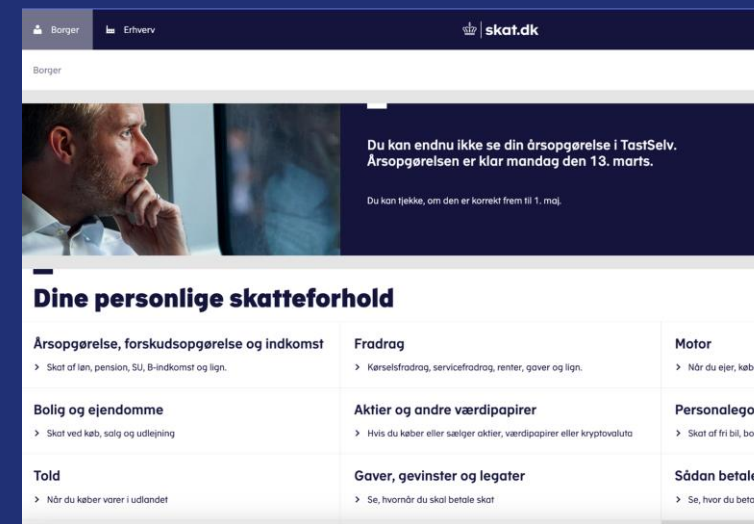 Borger
Erhverv
skat.dk
Borger
Du kan endnu ikke se din årsopgørelse i TastSelv.
Årsopgørelsen er klar mandag den 13. marts.
Du kan tjekke, om den er korrekt frem til 1. maj.
Dine personlige skatteforhold
Årsopgørelse, forskudsopgørelse og indkomst
Skat af løn, pension, SU, B-indkomst og lign.
Fradrag
Kørselsfradrag, servicefradrag, renter, gaver og lign.
Motor
Når du ejer, køb
Bolig og ejendomme
Skat ved køb, salg og udlejning
Aktier og andre værdipapirer
Hvis du køber eller sælger aktier, værdipapirer eller kryptovaluta
Personalego
Skat af fri bil, bo
Told
Når du køber varer i udlandet
Gaver, gevinster og legater
Se, hvornår du skal betale skat
Sådan betale
Se, hvor du beta